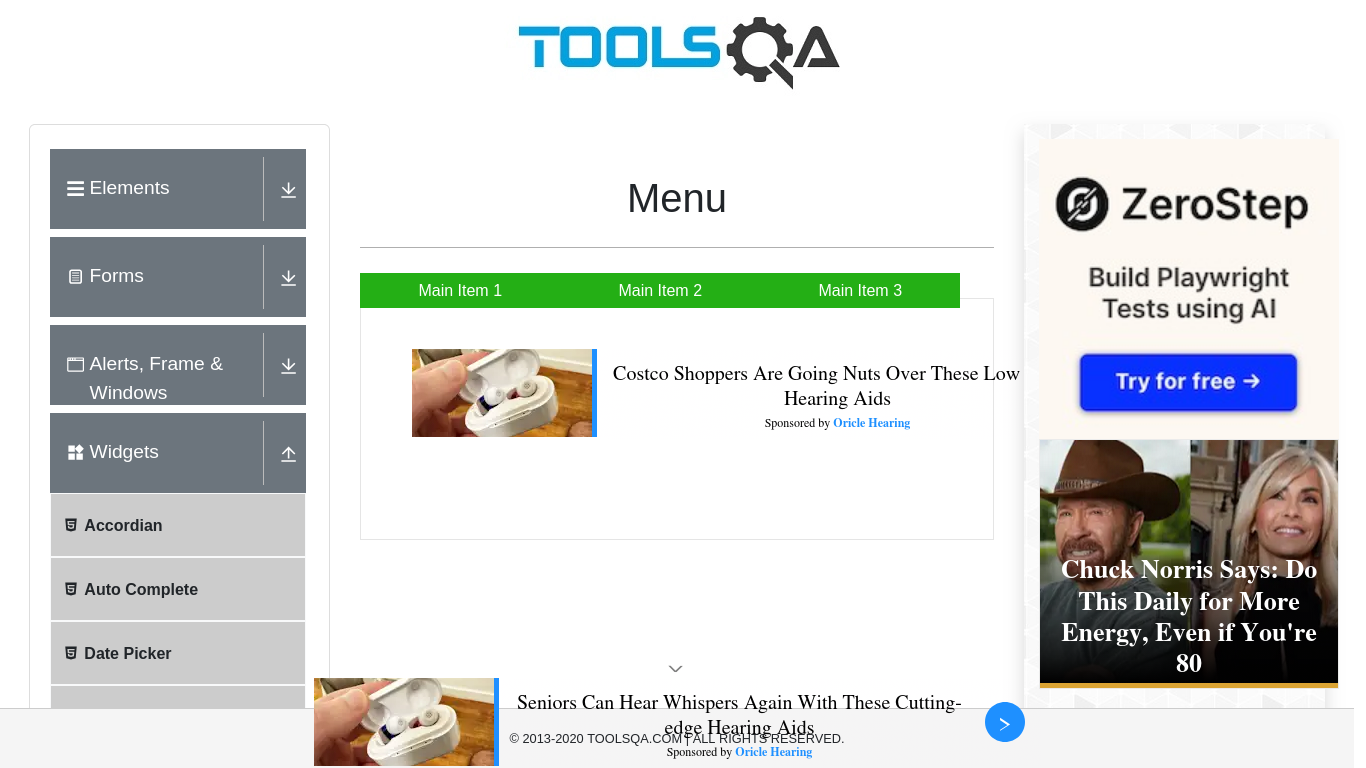 TOOLSQA
Elements
Forms
Alerts, Frame &
Windows
Widgets
Accordian
Auto Complete
Date Picker
Menu
Main Item 1
Main Item 2
Main Item 3
Costco Shoppers Are Going Nuts Over These Low
Hearing Aids
Sponsored by Oricle Hearing
ZeroStep
Build Playwright
Tests using AI
Try for free →
Chuck Norris Says: Do
This Daily for More
Energy, Even if You're
80
Seniors Can Hear Whispers Again With These Cutting-
edge Hearing Aids
Sponsored by Oricle Hearing
© 2013-2020 TOOLSQA.COM | ALL RIGHTS RESERVED.